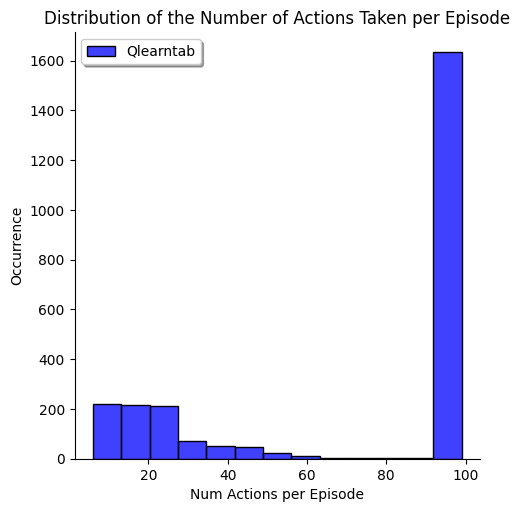 Distribution of the Number of Actions Taken per Episode
Qlearntab
1600
1400
1200
1000
800
600
400
200
0
Occurrence
20 40 60 80 100
Num Actions per Episode